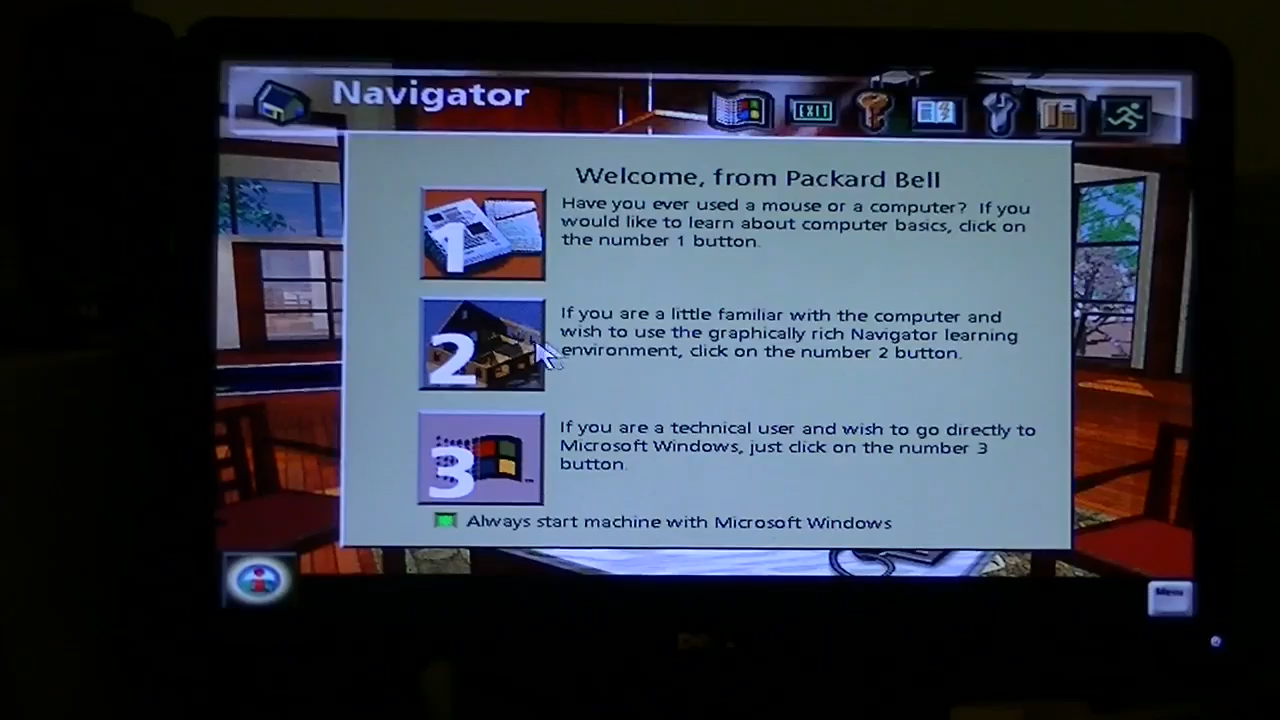 Navigator
EXIT
Welcome, from Packard Bell
1
Have you ever used a mouse or a computer? If you
would like to learn about computer basics, click on
the number 1 button.
2
If you are a little familiar with the computer and
wish to use the graphically rich Navigator learning
environment, click on the number 2 button.
3
If you are a technical user and wish to go directly to
Microsoft Windows, just click on the number 3
button.
Always start machine with Microsoft Windows
Menu
DELL